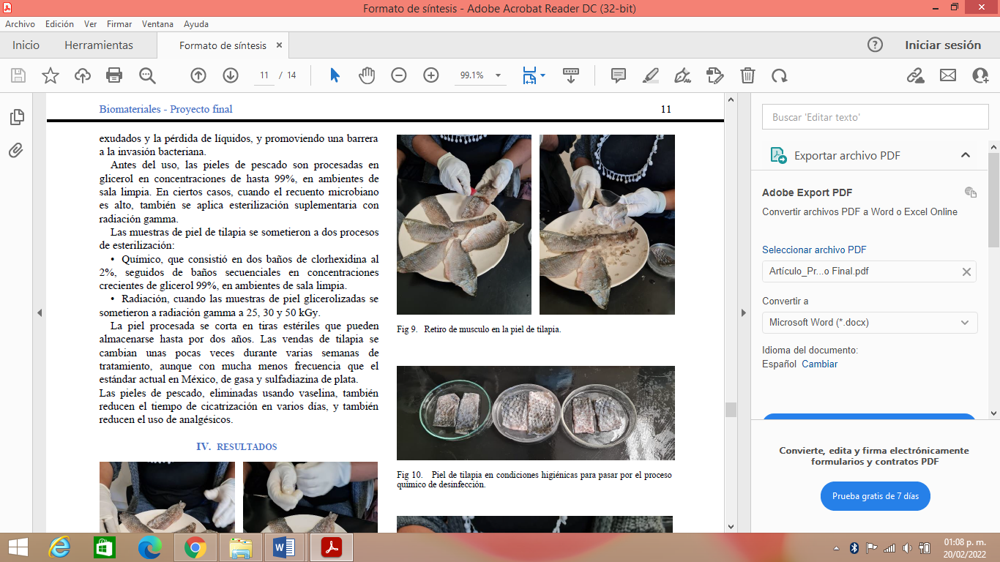 Formato de síntesis - Adobe Acrobat Reader DC (32-bit)
Archivo Edición Ver Firmar Ventana Ayuda
Inicio Herramientas Formato de síntesis × Iniciar sesión
11 / 14 99.1%
Biomateriales - Proyecto final 11
exudados y la pérdida de líquidos, y promoviendo una barrera
a la invasión bacteriana.
Antes del uso, las pieles de pescado son procesadas en
glicerol en concentraciones de hasta 99%, en ambientes de
sala limpia. En ciertos casos, cuando el recuento microbiano
es alto, también se aplica esterilización suplementaria con
radiación gamma.
Las muestras de piel de tilapia se sometieron a dos procesos
de esterilización:
• Químico, que consistió en dos baños de clorhexidina al
2%, seguidos de baños secuenciales en concentraciones
crecientes de glicerol 99%, en ambientes de sala limpia.
• Radiación, cuando las muestras de piel glicerolizadas se
sometieron a radiación gamma a 25, 30 y 50 kGy.
La piel procesada se corta en tiras estériles que pueden
almacenarse hasta por dos años. Las vendas de tilapia se
cambian unas pocas veces durante varias semanas de
tratamiento, aunque con mucha menos frecuencia que el
estándar actual en México, de gasa y sulfadiazina de plata.
Las pieles de pescado, eliminadas usando vaselina, también
reducen el tiempo de cicatrización en varios días, y también
reducen el uso de analgésicos.
IV. RESULTADOS
Fig 9. Retiro de musculo en la piel de tilapia.
Fig 10. Piel de tilapia en condiciones higiénicas para pasar por el proceso
químico de desinfección.
Buscar 'Editar texto'
Exportar archivo PDF
Adobe Export PDF
Convertir archivos PDF a Word o Excel Online
Seleccionar archivo PDF
Artículo_Pr...o Final.pdf
Convertir a
Microsoft Word (*.docx)
Idioma del documento:
Español Cambiar
Convierte, edita y firma electrónicamente
formularios y contratos PDF
Prueba gratis de 7 días
01:08 p. m.
20/02/2022